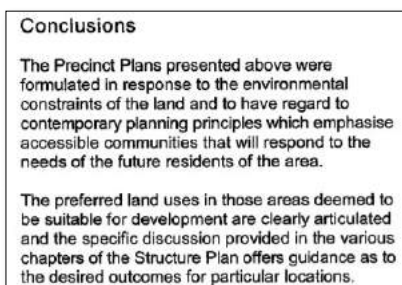 Conclusions
The Precinct Plans presented above were
formulated in response to the environmental
constraints of the land and to have regard to
contemporary planning principles which emphasise
accessible communities that will respond to the
needs of the future residents of the area.
The preferred land uses in those areas deemed to
be suitable for development are clearly articulated
and the specific discussion provided in the various
chapters of the Structure Plan offers guidance as to
the desired outcomes for particular locations.